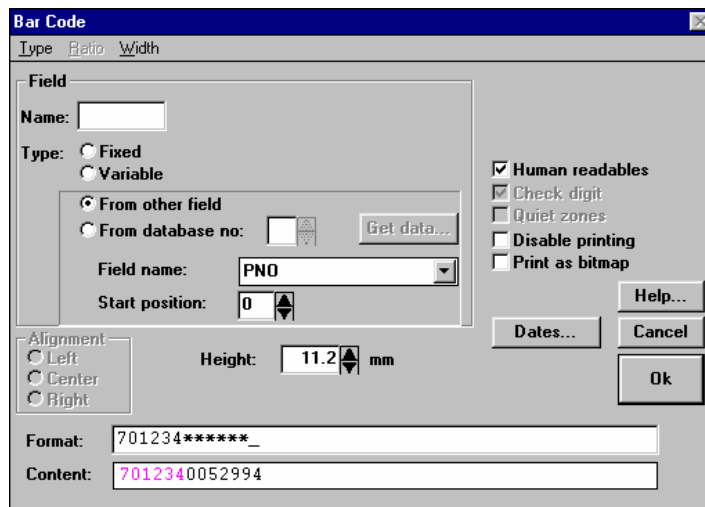 Bar Code
Type Ratio Width
Field
Name:
Type: Fixed
Variable
From other field
From database no: Get data...
Field name: PNO
Start position: 0
Human readables
Check digit
Quiet zones
Disable printing
Print as bitmap
Help...
Dates... Cancel
Ok
Alignment
Left
Center
Right
Height: 11.2 mm
Format: 701234******_
Content: 7012340052994